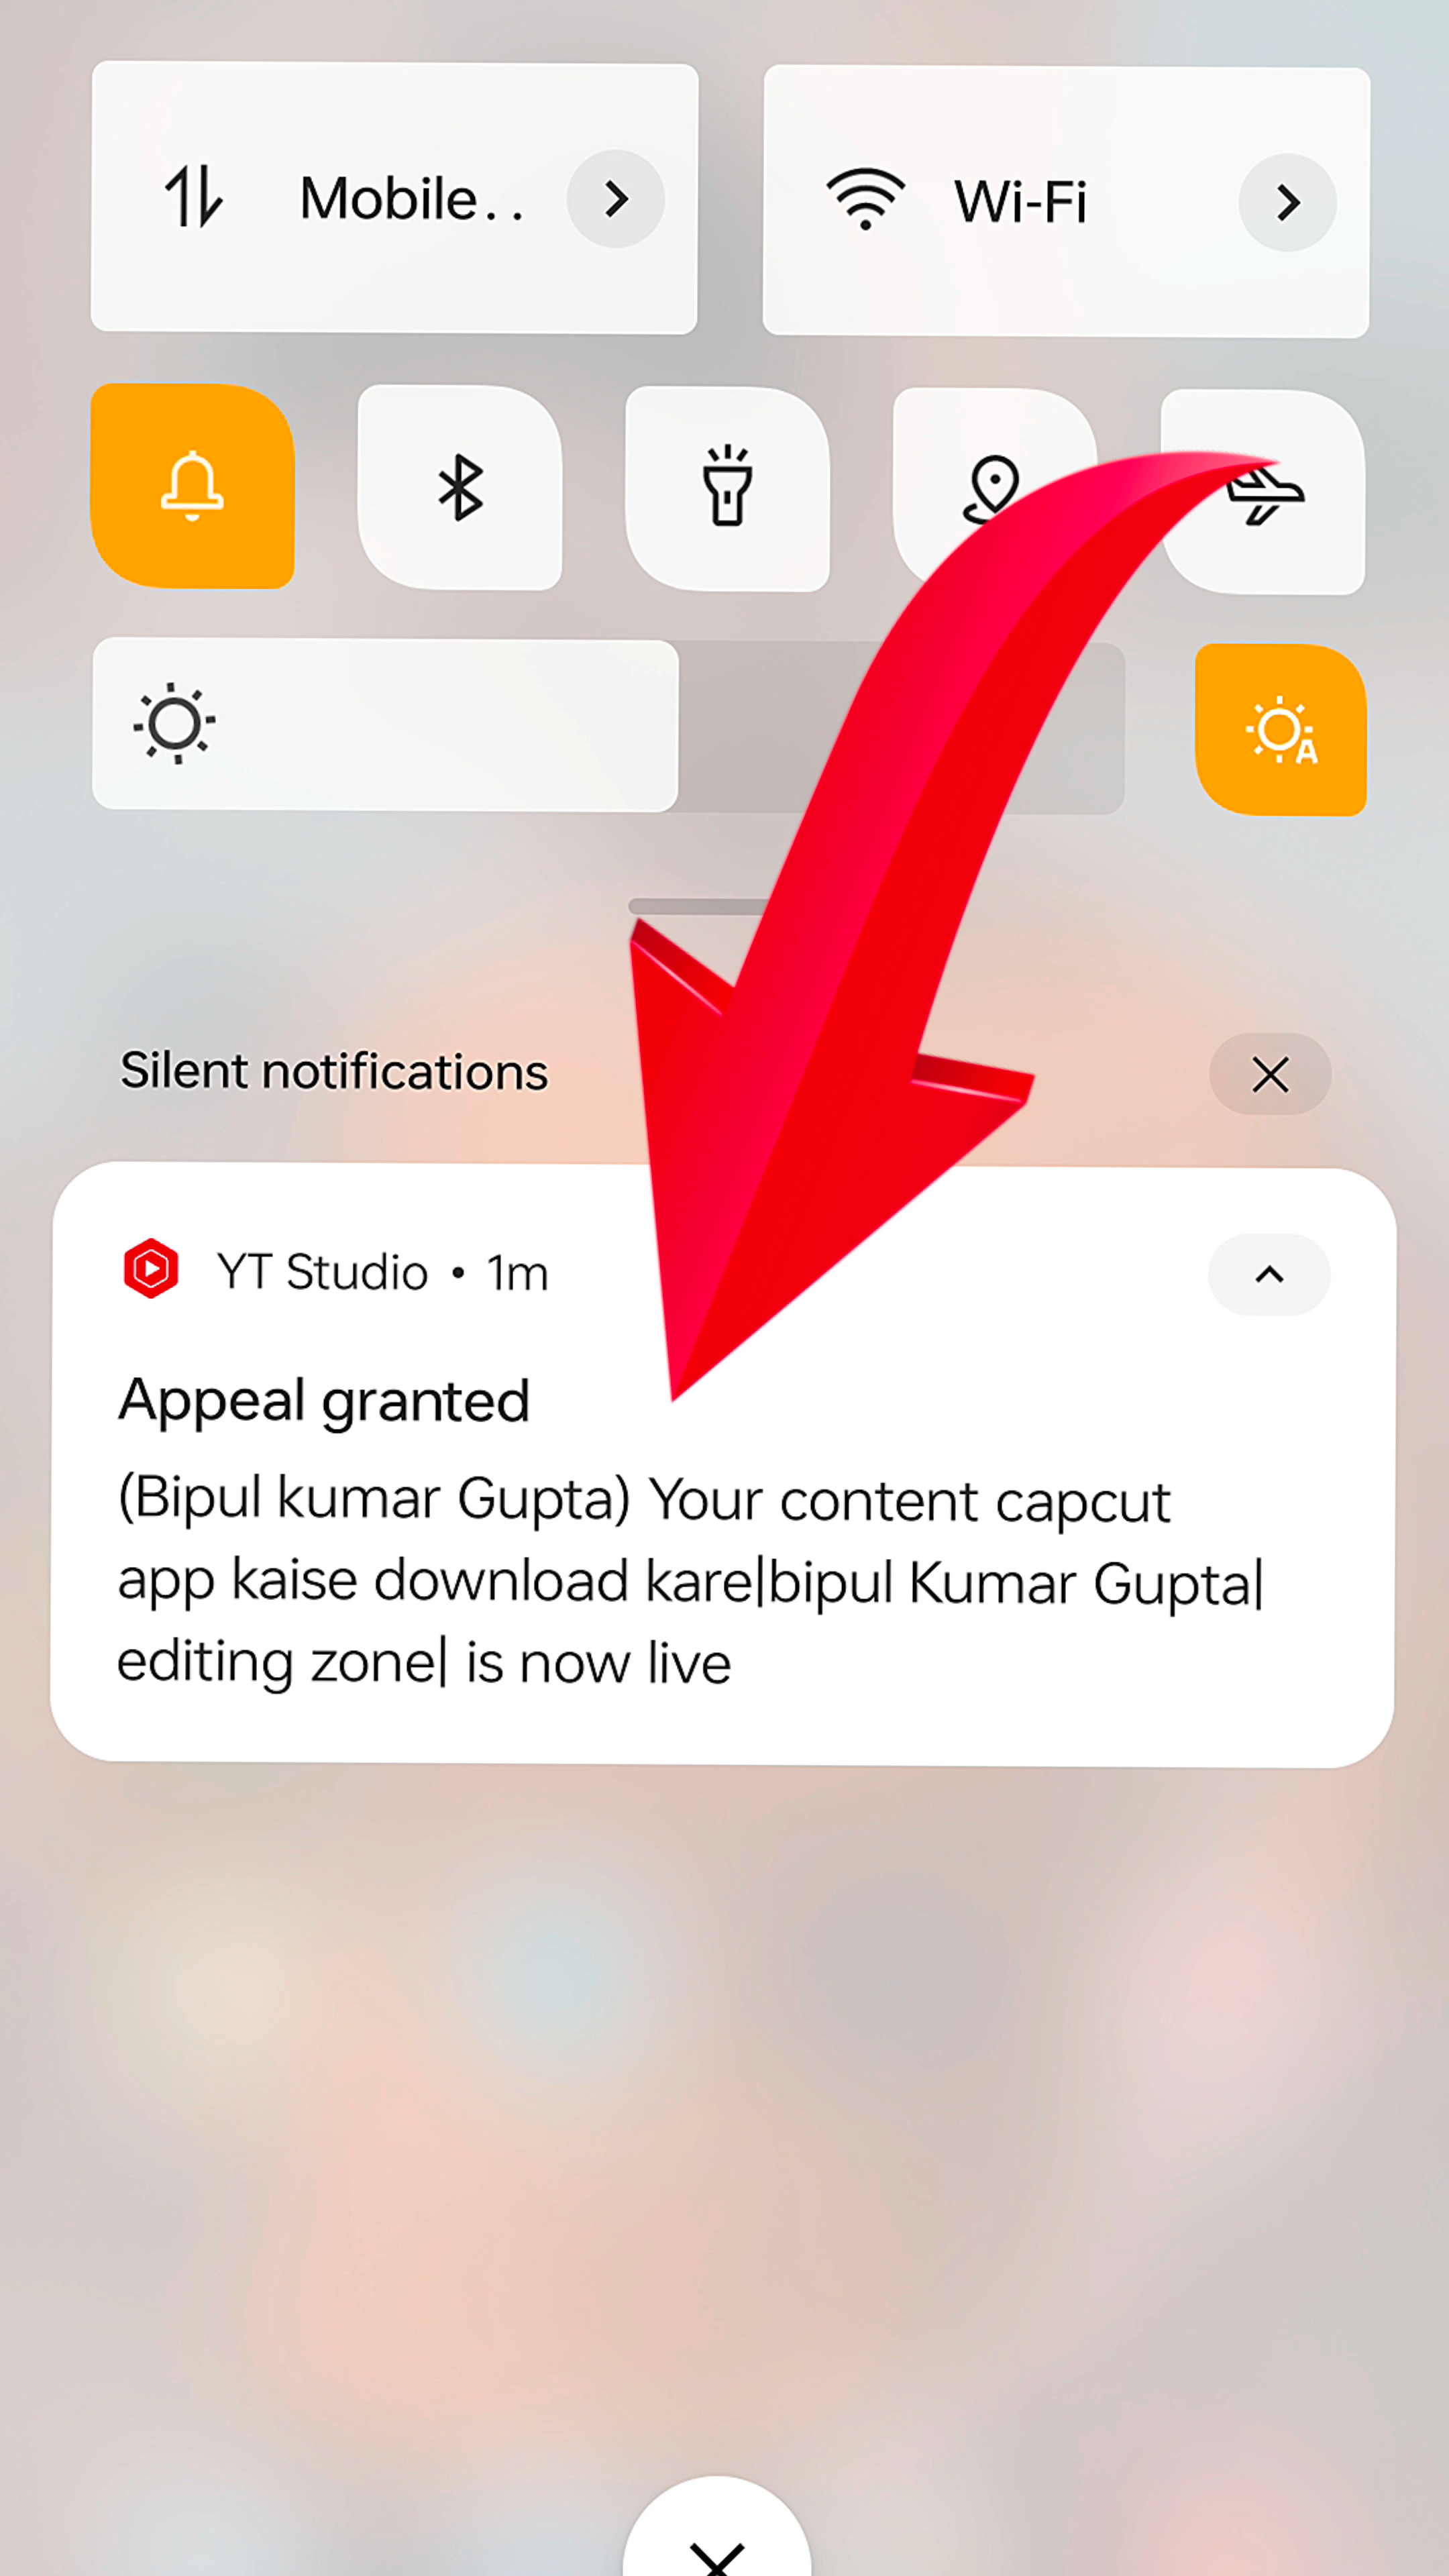 Mobile..
Wi-Fi
A
Silent notifications
YT Studio • 1m
Appeal granted
(Bipul kumar Gupta) Your content capcut
app kaise download kare|bipul Kumar Gupta|
editing zone| is now live